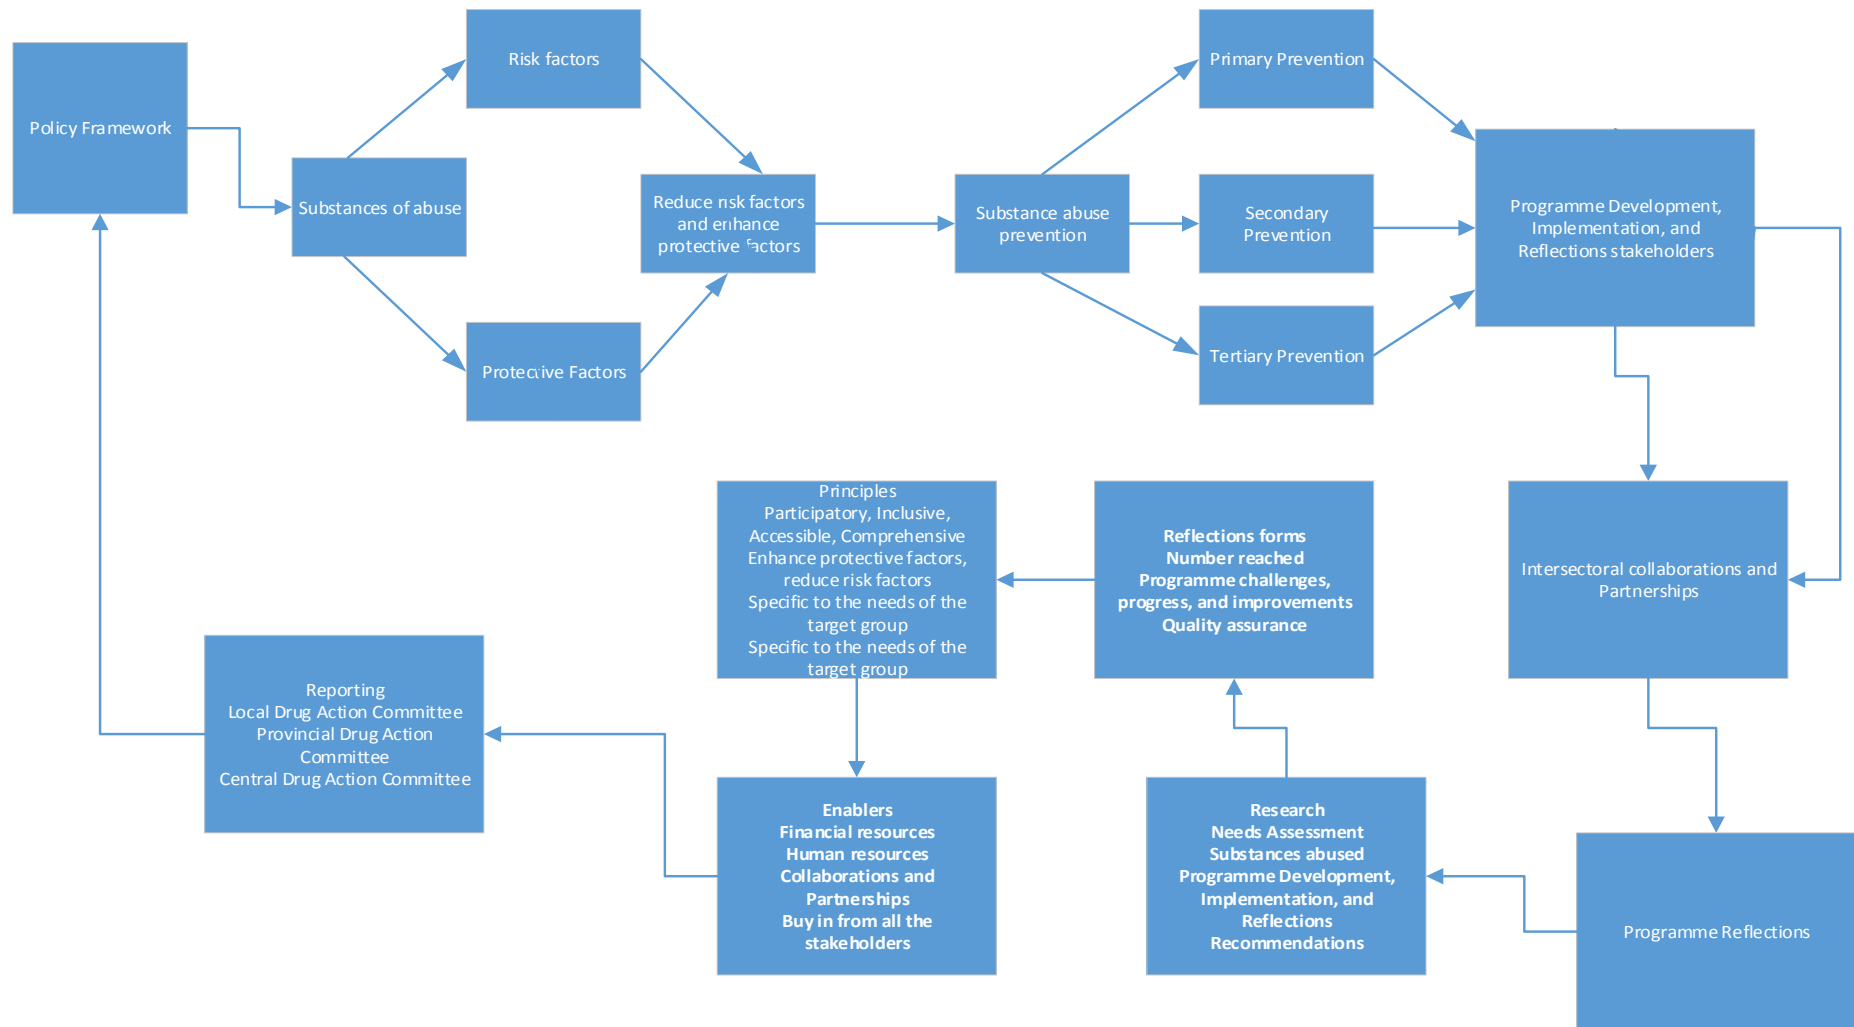 Policy Framework
Substances of abuse
Risk factors
Protective Factors
Reduce risk factors
and enhance
protective factors
Substance abuse
prevention
Primary Prevention
Secondary
Prevention
Tertiary Prevention
Programme Development,
Implementation, and
Reflections stakeholders
Intersectoral collaborations and
Partnerships
Programme Reflections
Research
Needs Assessment
Substances abused
Programme Development,
Implementation, and
Reflections
Recommendations
Reflections forms
Number reached
Programme challenges,
progress, and improvements
Quality assurance
Principles
Participatory, Inclusive,
Accessible, Comprehensive
Enhance protective factors,
reduce risk factors
Specific to the needs of the
target group
Specific to the needs of the
target group
Enablers
Financial resources
Human resources
Collaborations and
Partnerships
Buy in from all the
stakeholders
Reporting
Local Drug Action Committee
Provincial Drug Action
Committee
Central Drug Action Committee